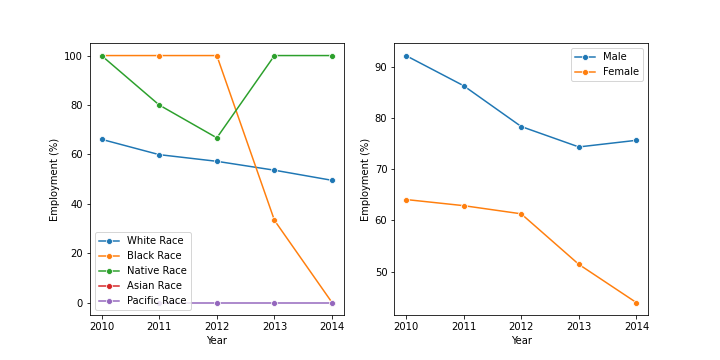 100
80
60
40
20
0
Employment (%)
White Race
Black Race
Native Race
Asian Race
Pacific Race
2010 2011 2012 2013 2014
Year
90
80
70
60
50
Employment (%)
Male
Female
2010 2011 2012 2013 2014
Year